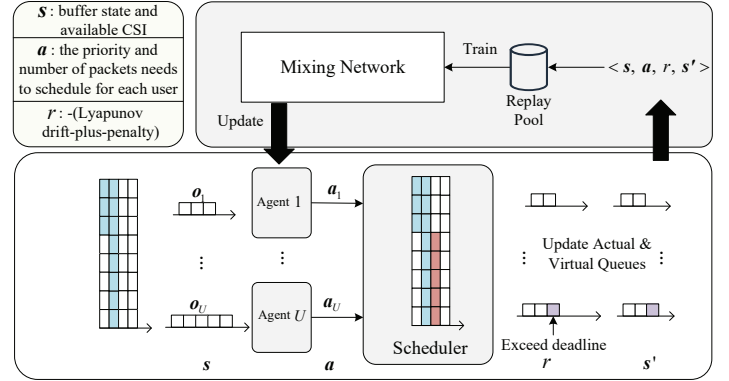 s : buffer state and
available CSI
a : the priority and
number of packets needs
to schedule for each user
r : -(Lyapunov
drift-plus-penalty)
Mixing Network
Train
Replay
Pool
< s, a, r, s' >
Update
o1
Agent 1
a1
Update Actual &
Virtual Queues
oU
Agent U
aU
Scheduler
Exceed deadline
s
a
r
s'